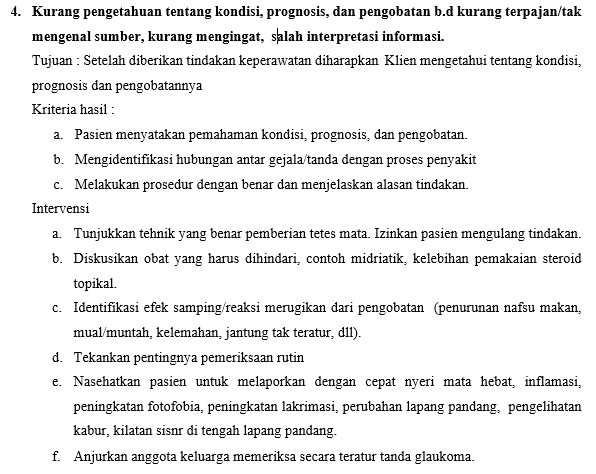 4. Kurang pengetahuan tentang kondisi, prognosis, dan pengobatan b.d kurang terpajan/tak
mengenal sumber, kurang mengingat, salah interpretasi informasi.
Tujuan : Setelah diberikan tindakan keperawatan diharapkan Klien mengetahui tentang kondisi,
prognosis dan pengobatannya
Kriteria hasil :
a. Pasien menyatakan pemahaman kondisi, prognosis, dan pengobatan.
b. Mengidentifikasi hubungan antar gejala/tanda dengan proses penyakit
c. Melakukan prosedur dengan benar dan menjelaskan alasan tindakan.
Intervensi
a. Tunjukkan tehnik yang benar pemberian tetes mata. Izinkan pasien mengulang tindakan.
b. Diskusikan obat yang harus dihindari, contoh midriatik, kelebihan pemakaian steroid
topikal.
c. Identifikasi efek samping/reaksi merugikan dari pengobatan (penurunan nafsu makan,
mual/muntah, kelemahan, jantung tak teratur, dll).
d. Tekankan pentingnya pemeriksaan rutin
e. Nasehatkan pasien untuk melaporkan dengan cepat nyeri mata hebat, inflamasi,
peningkatan fotofobia, peningkatan lakrimasi, perubahan lapang pandang, pengelihatan
kabur, kilatan sisnr di tengah lapang pandang.
f. Anjurkan anggota keluarga memeriksa secara teratur tanda glaukoma.